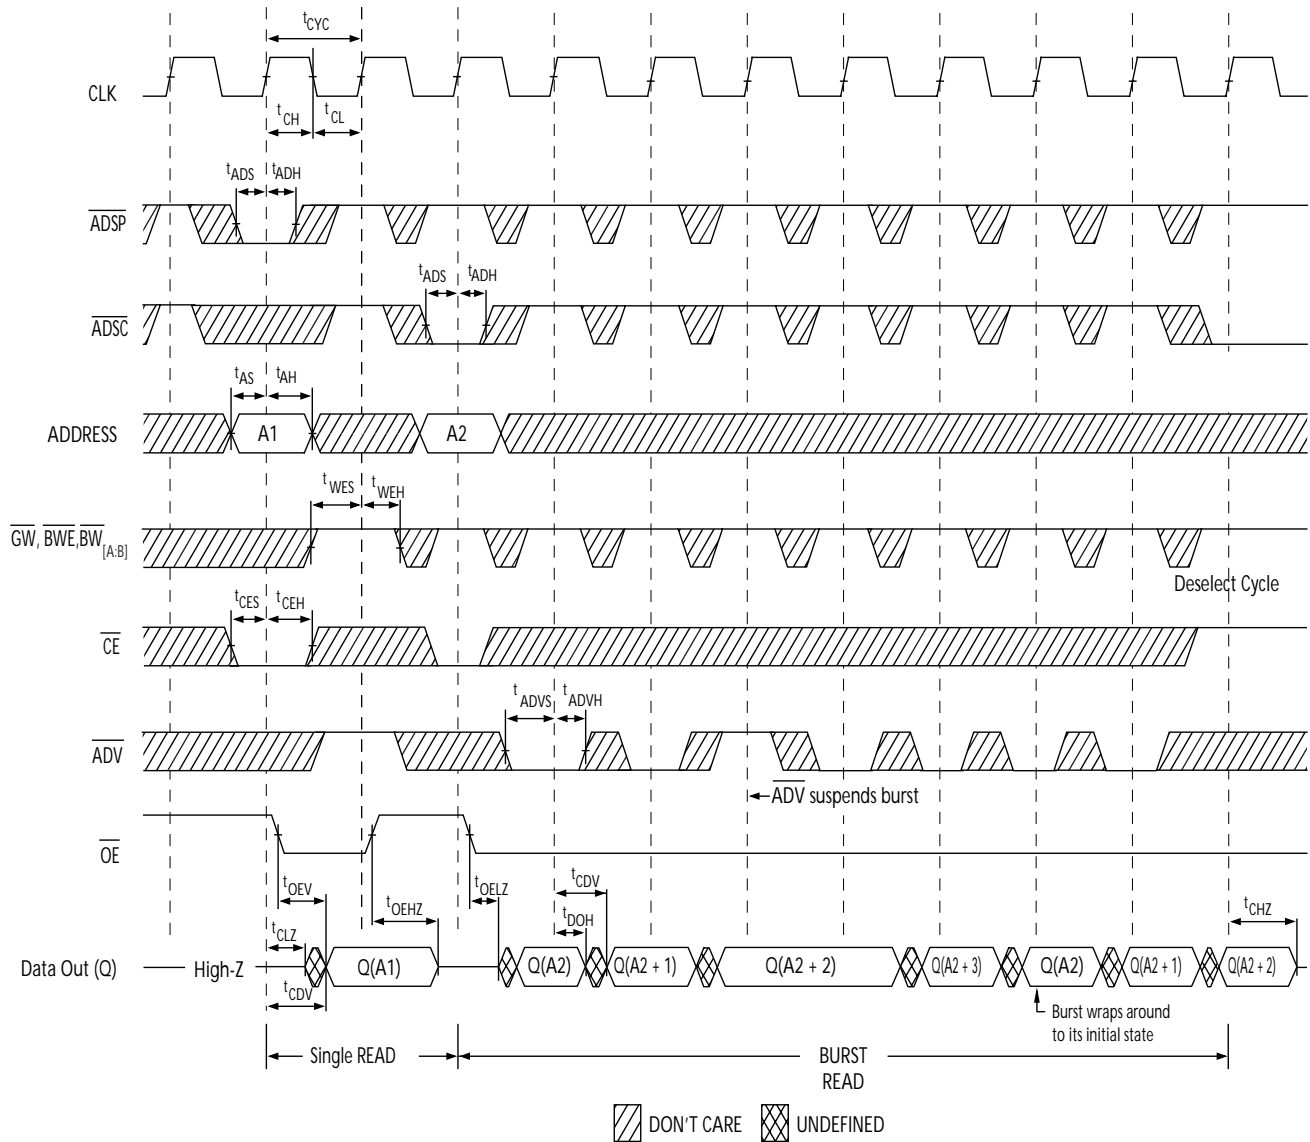 tCYC
CLK
tCH
tCL
tADS
tADH
ADSP
tADS
tADH
ADSC
tAS
tAH
ADDRESS
A1
A2
tWES
tWEH
GW, BWE,BW[A:B]
Deselect Cycle
tCES
tCEH
CE
tADVS
tADVH
ADV
ADV suspends burst
OE
tOEV
tOEHZ
tOELZ
tCDV
tDOH
tCHZ
tCLZ
Data Out (Q)
High-Z
Q(A1)
Q(A2)
Q(A2 + 1)
Q(A2 + 2)
Q(A2 + 3)
Q(A2)
Q(A2 + 1)
Q(A2 + 2)
tCDV
Burst wraps around
to its initial state
Single READ
BURST
READ
DON'T CARE
UNDEFINED